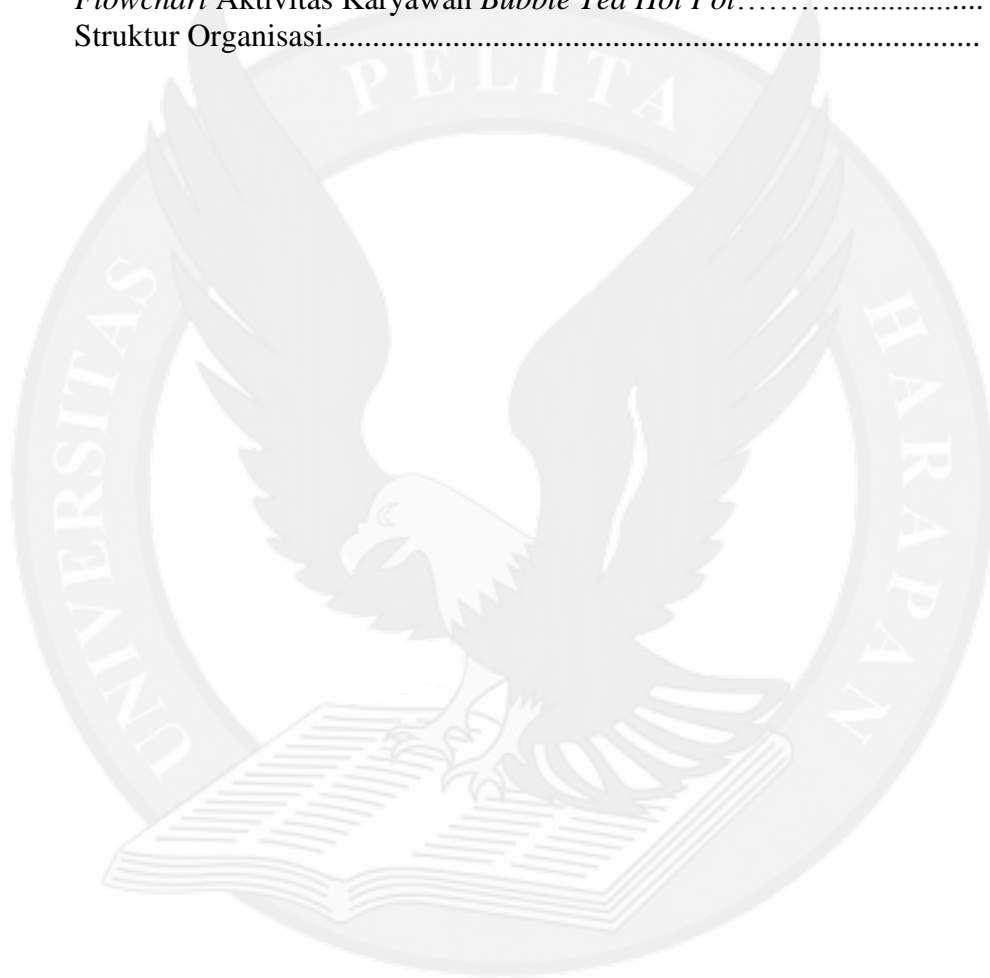 Flowchart Aktivitas Karyawan Bubble Tea Hot Pot………....................
Struktur Organisasi.................................................................................
UNIVERSITAS PELITA HARAPAN